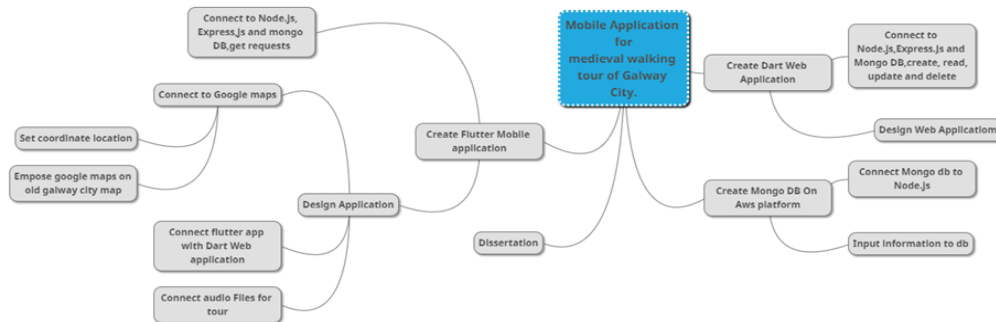 Mobile Application
for
medieval walking
tour of Galway
City.
Connect to Node.Js,
Express,Js and mongo
DB,get requests
Connect to Google maps
Set coordinate location
Empose google maps on
old galway city map
Create Flutter Mobile
application
Design Application
Connect flutter app
with Dart Web
application
Connect audio Files for
tour
Dissertation
Create Dart Web
Application
Connect to
Node.Js,Express.Js and
Mongo DB,create, read,
update and delete
Design Web Application
Create Mongo DB On
Aws platform
Connect Mongo db to
Node.Js
Input information to db